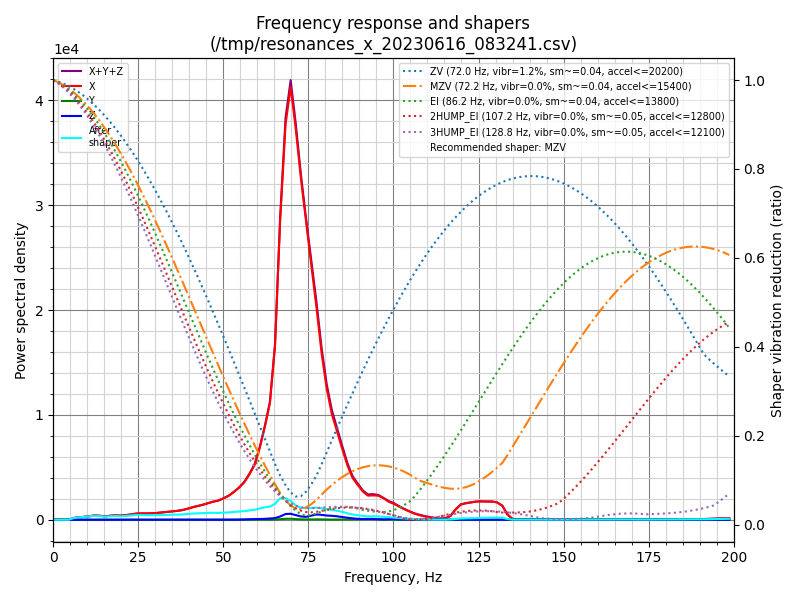 Frequency response and shapers
(/tmp/resonances_x_20230616_083241.csv)
1e4
X+Y+Z
X
Y
Z
After
shaper
ZV (72.0 Hz, vibr=1.2%, sm~=0.04, accel<=20200)
MZV (72.2 Hz, vibr=0.0%, sm~=0.04, accel<=15400)
EI (86.2 Hz, vibr=0.0%, sm~=0.04, accel<=13800)
2HUMP_EI (107.2 Hz, vibr=0.0%, sm~=0.05, accel<=12800)
3HUMP_EI (128.8 Hz, vibr=0.0%, sm~=0.05, accel<=12100)
Recommended shaper: MZV
Power spectral density
4
3
2
1
0
1.0
0.8
0.6
0.4
0.2
0.0
Shaper vibration reduction (ratio)
0 25 50 75 100 125 150 175 200
Frequency, Hz